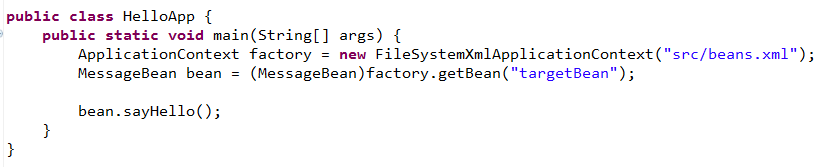 public class HelloApp {
    public static void main(String[] args) {
        ApplicationContext factory = new FileSystemXmlApplicationContext("src/beans.xml");
        MessageBean bean = (MessageBean)factory.getBean("targetBean");

        bean.sayHello();
    }
}